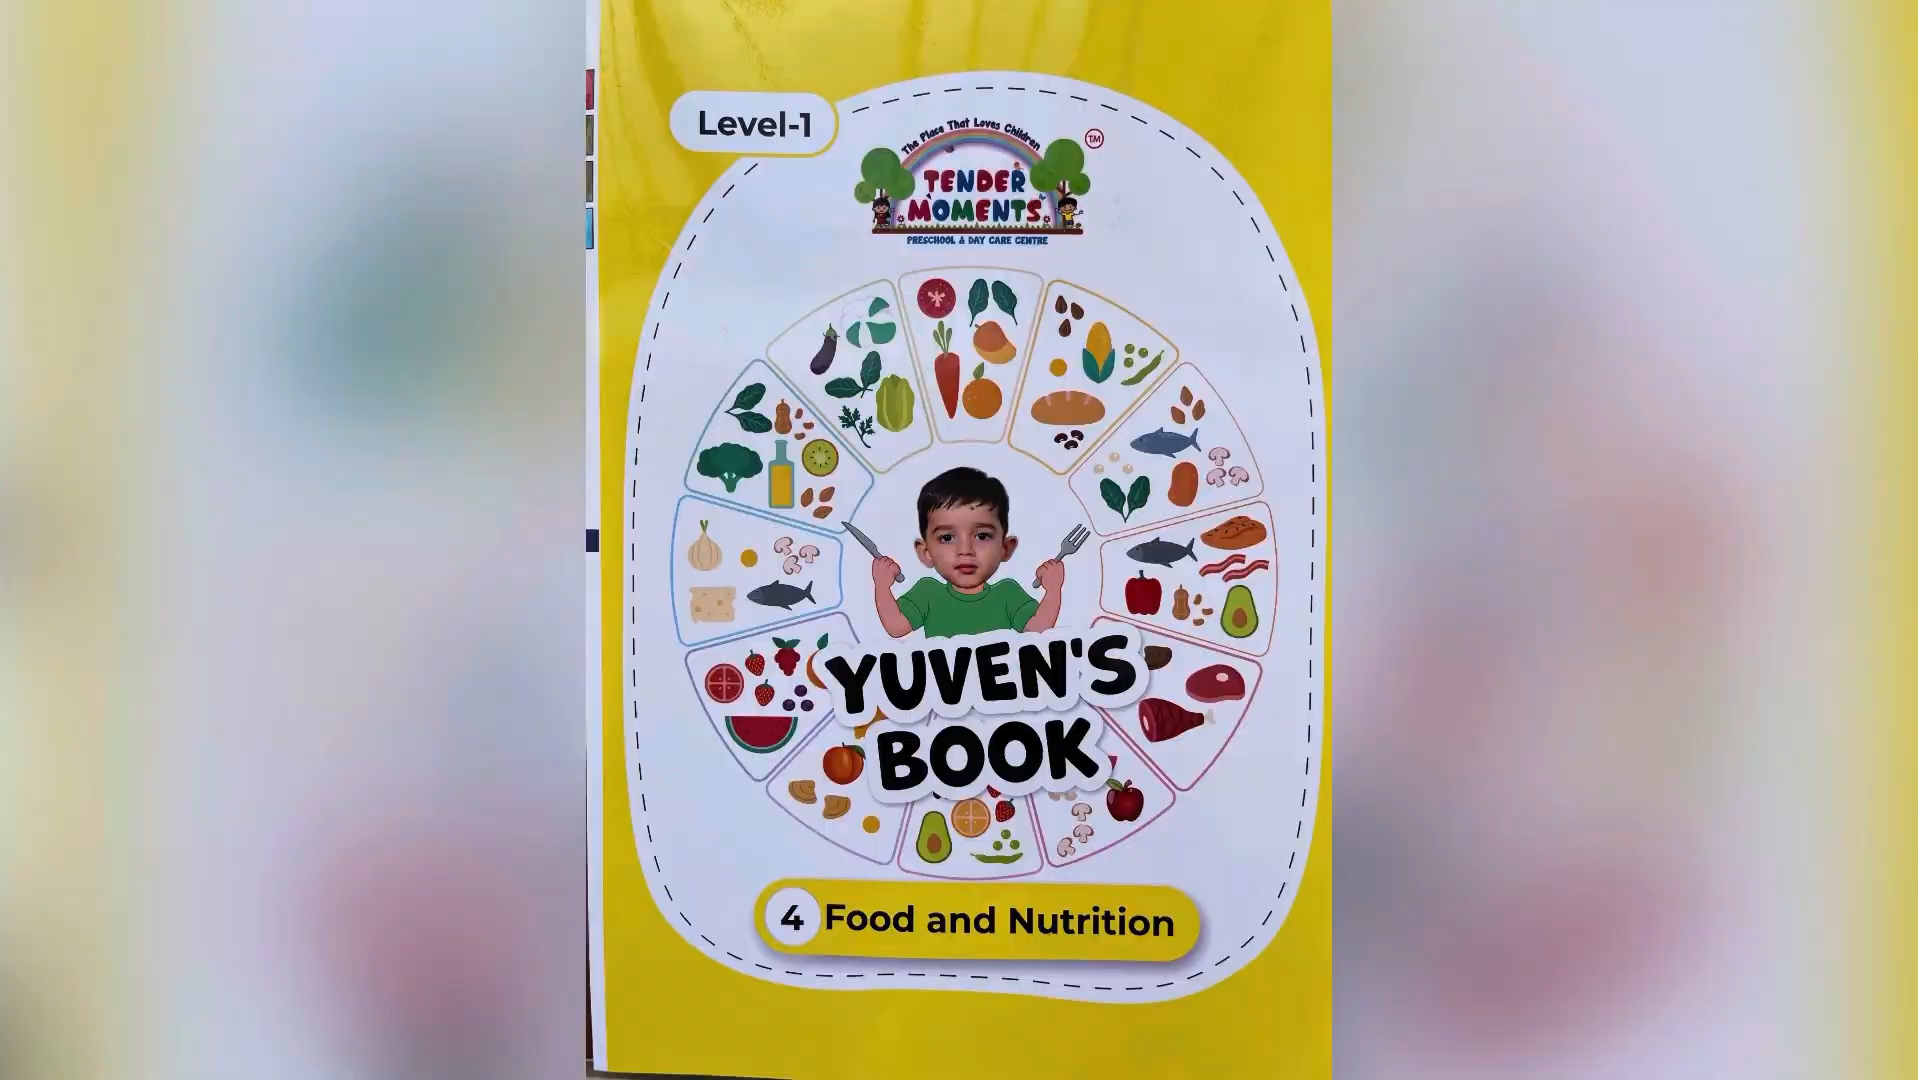 Level-1
The Place That Loves Children
TM
TENDER
MOMENTS
PRESCHOOL & DAY CARE CENTRE
YUVEN'S
BOOK
4 Food and Nutrition